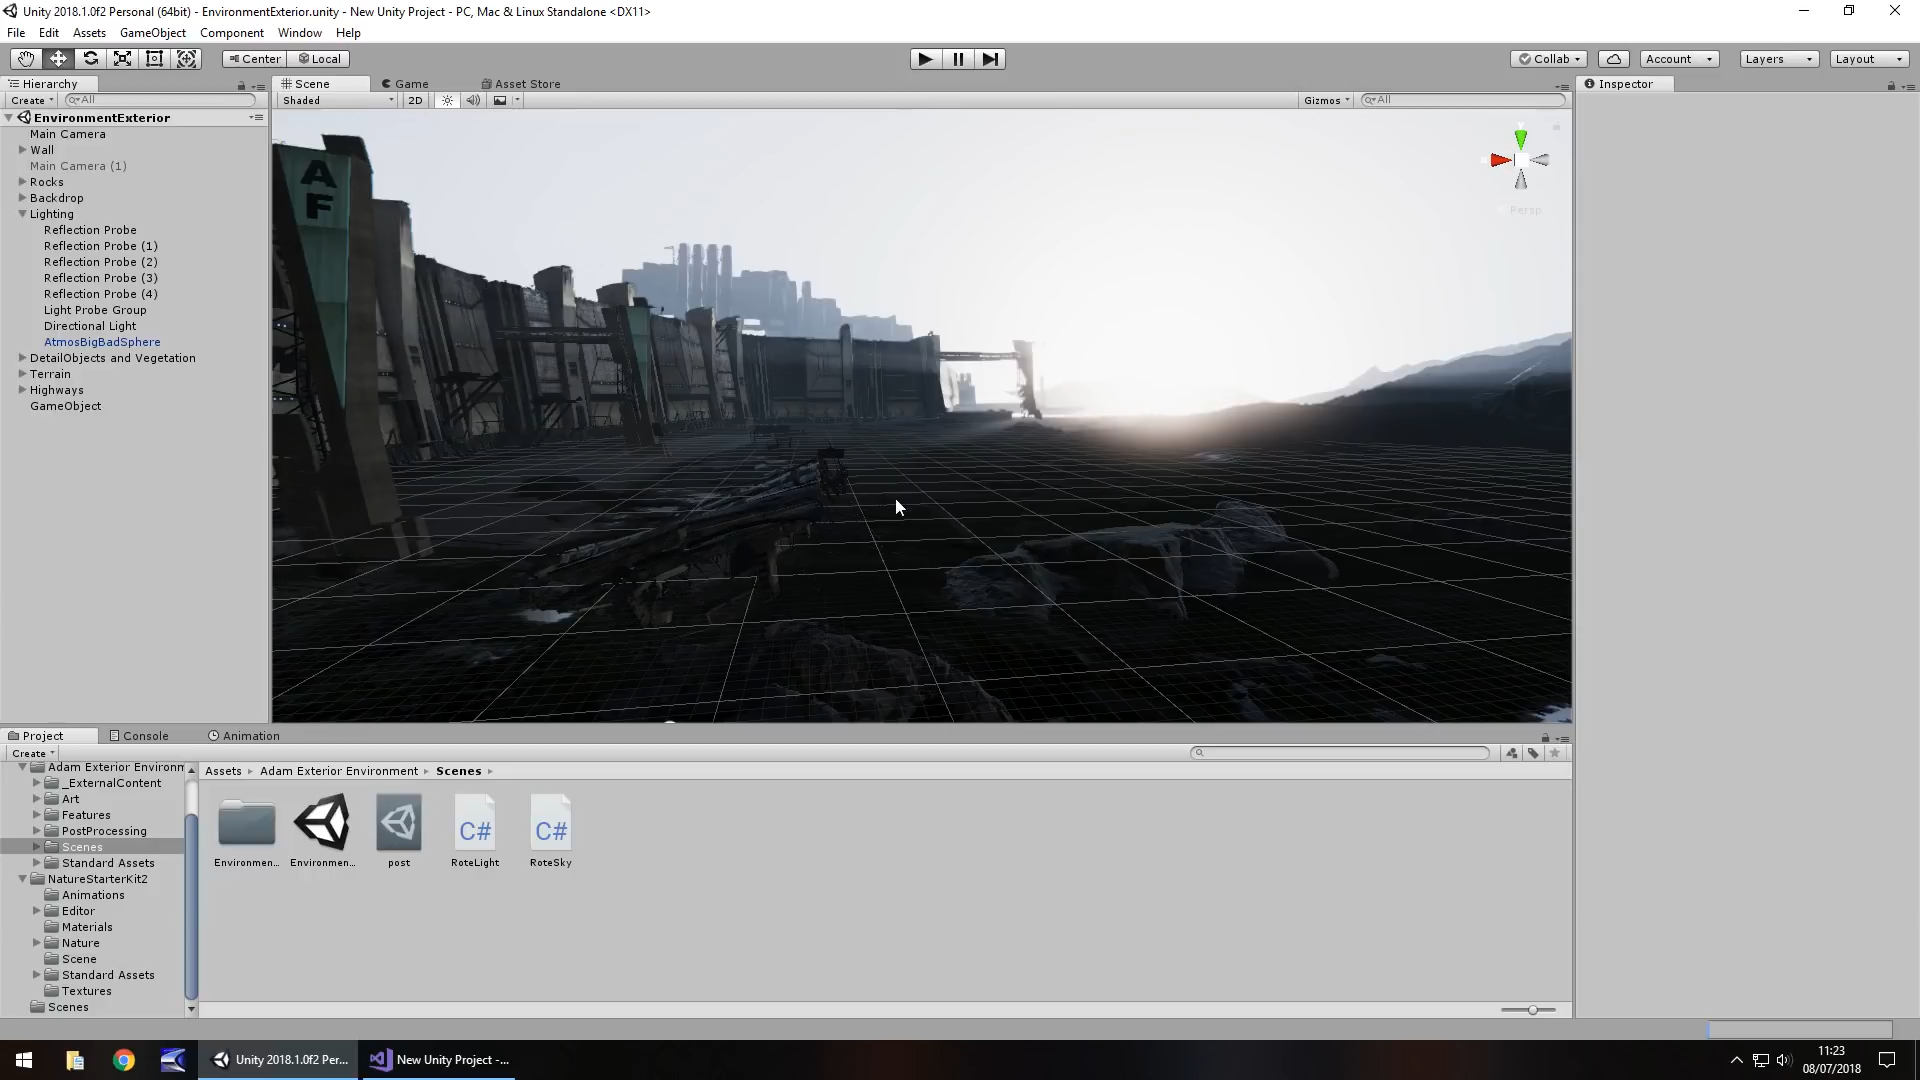 Unity 2018.1.0f2 Personal (64bit) - EnvironmentExterior.unity - New Unity Project - PC, Mac & Linux Standalone <DX11>
File Edit Assets GameObject Component Window Help
Center Local Collab Account Layers Layout
Hierarchy Scene Game Asset Store Inspector
Create All Shaded 2D Gizmos All
EnvironmentExterior
Main Camera
Wall
Main Camera (1)
Rocks
Backdrop
Lighting
Reflection Probe
Reflection Probe (1)
Reflection Probe (2)
Reflection Probe (3)
Reflection Probe (4)
Light Probe Group
Directional Light
AtmosBigBadSphere
DetailObjects and Vegetation
Terrain
Highways
GameObject
A
F
Persp
Project Console Animation
Create
Adam Exterior Environm
_ExternalContent
Art
Features
PostProcessing
Scenes
Standard Assets
NatureStarterKit2
Animations
Editor
Materials
Nature
Scene
Standard Assets
Textures
Scenes
Assets Adam Exterior Environment Scenes
C# C#
Environmen... Environmen... post RoteLight RoteSky
Unity 2018.1.0f2 Per... New Unity Project -...
11:23
08/07/2018